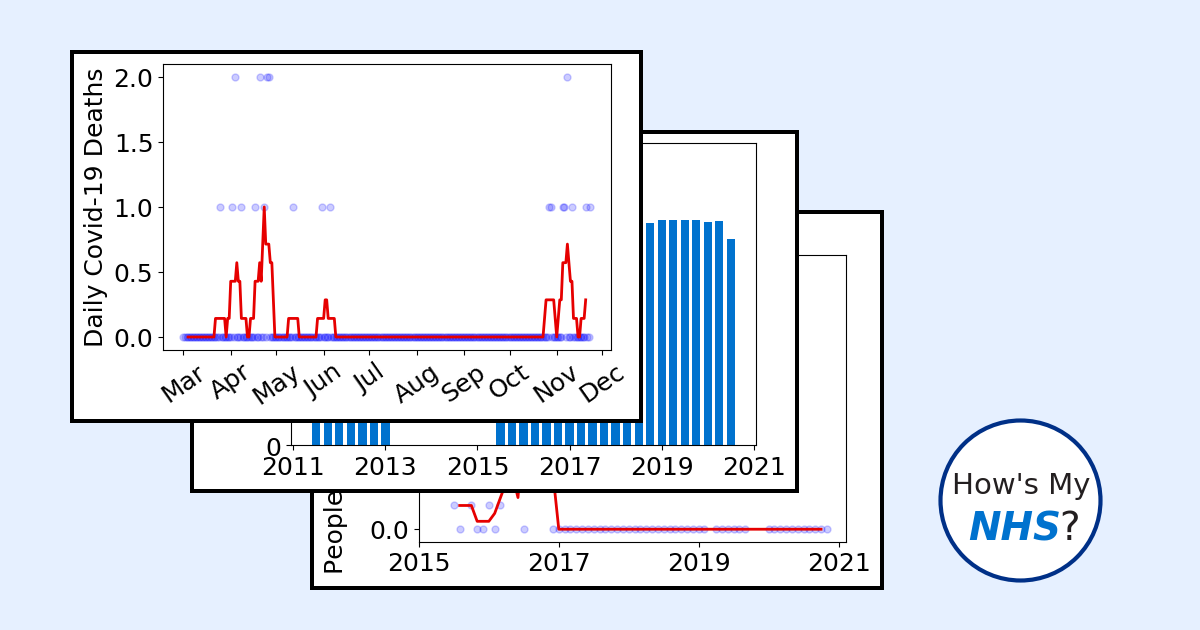 Daily Covid-19 Deaths
2.0
1.5
1.0
0.5
0.0
Mar Apr May Jun Jul Aug Sep Oct Nov Dec
0
2011 2013 2015 2017 2019 2021
People
0.0
2015 2017 2019 2021
How's My
NHS?